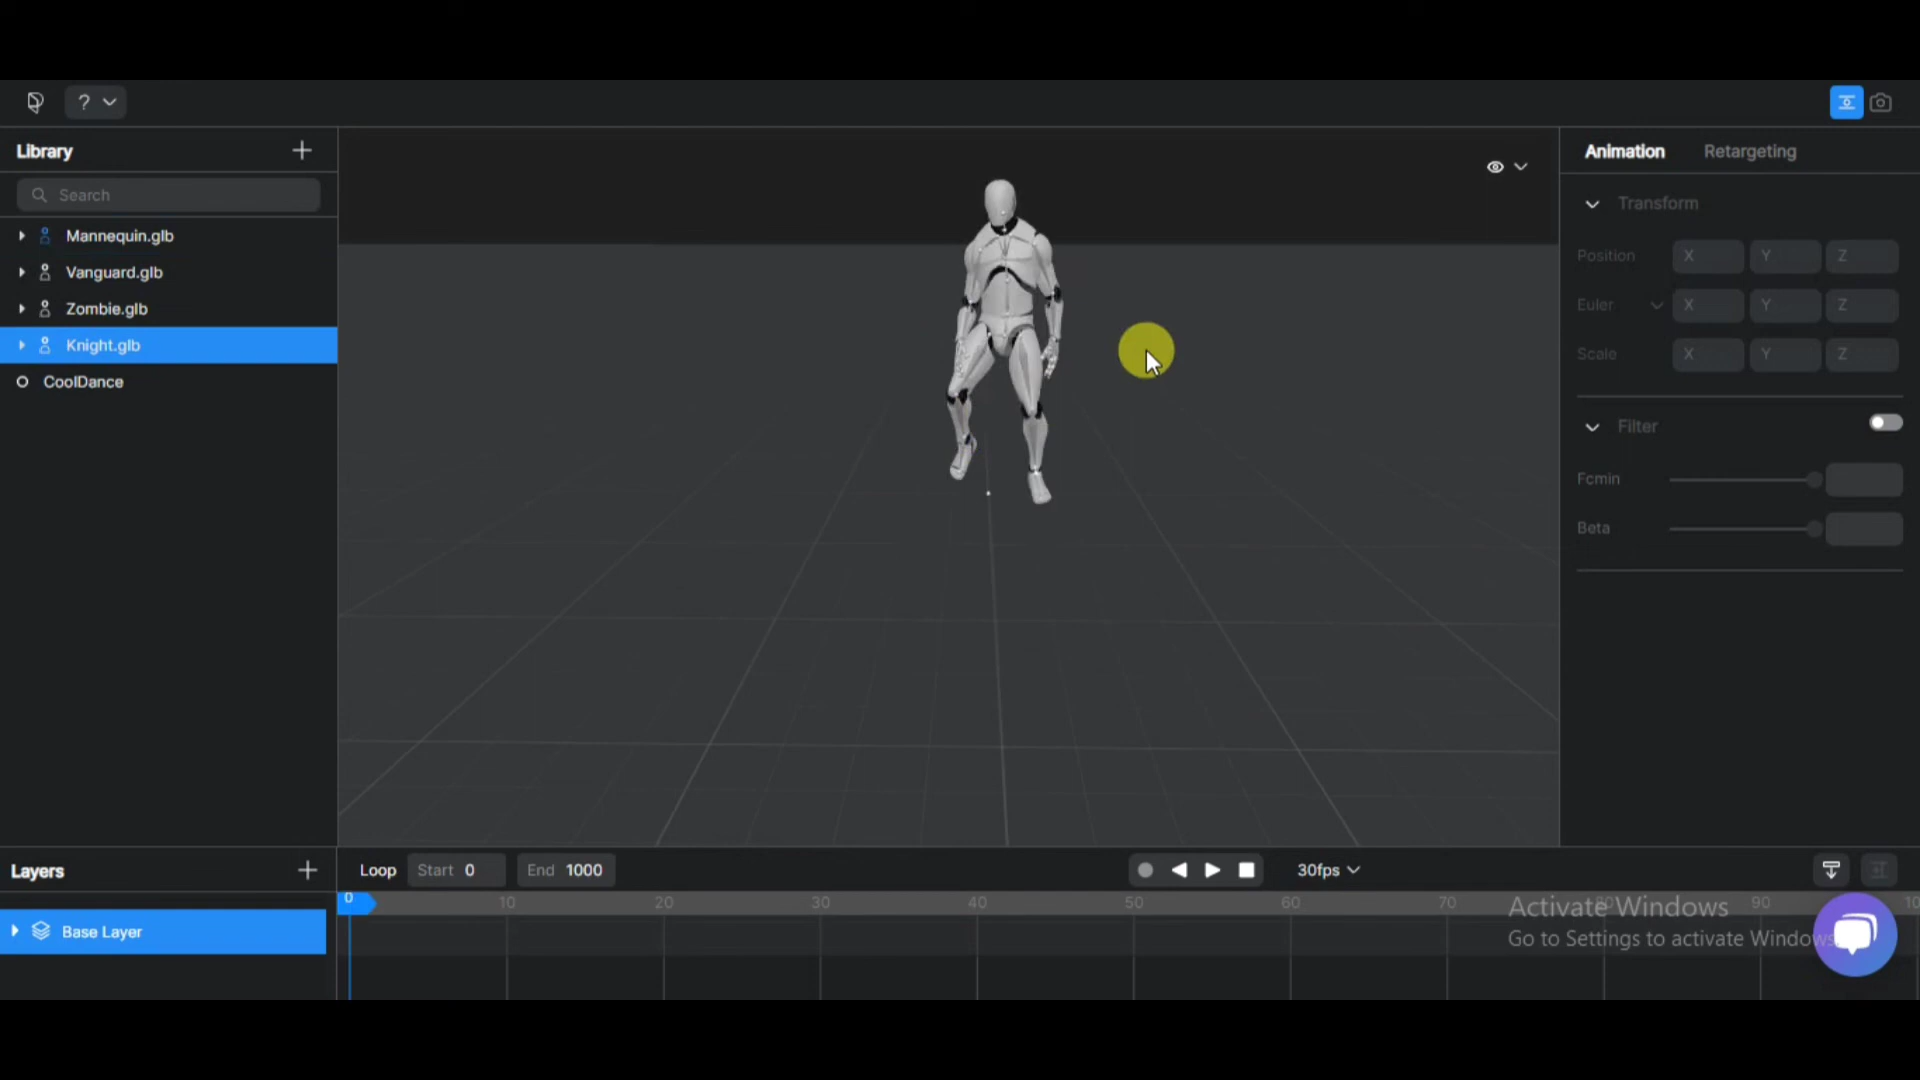 ?
Library
Search
Mannequin.glb
Vanguard.glb
Zombie.glb
Knight.glb
CoolDance
Animation Retargeting
Transform
Position X Y Z
Euler X Y Z
Scale X Y Z
Filter
Fcmin
Beta
Layers
Loop Start 0 End 1000 30fps
0 10 20 30 40 50 60 70 80 90 10
Base Layer
Activate Windows
Go to Settings to activate Windows